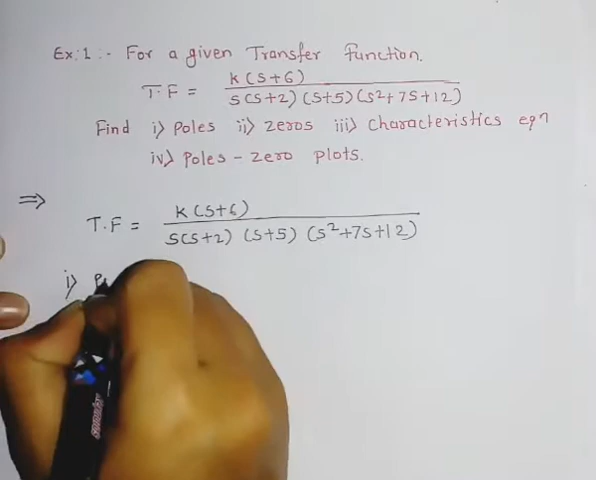 Ex:1:- For a given Transfer function.
T.F = K(S+6) / S(S+2)(S+5)(S²+7S+12)
Find i) Poles ii) zeros iii) characteristics eqn
iv) Poles - zero plots.
⇒ T.F = K(S+6) / S(S+2) (S+5) (S²+7S+12)
i)